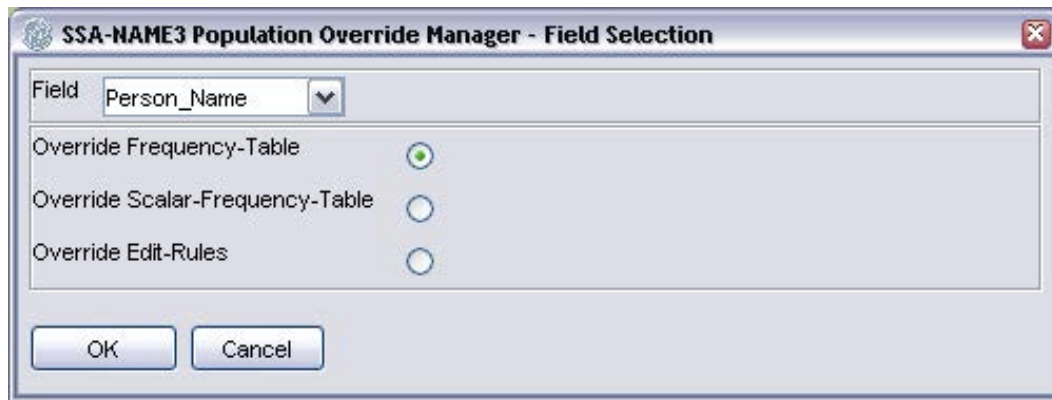 SSA-NAME3 Population Override Manager - Field Selection
Field Person_Name
Override Frequency-Table
Override Scalar-Frequency-Table
Override Edit-Rules
OK Cancel